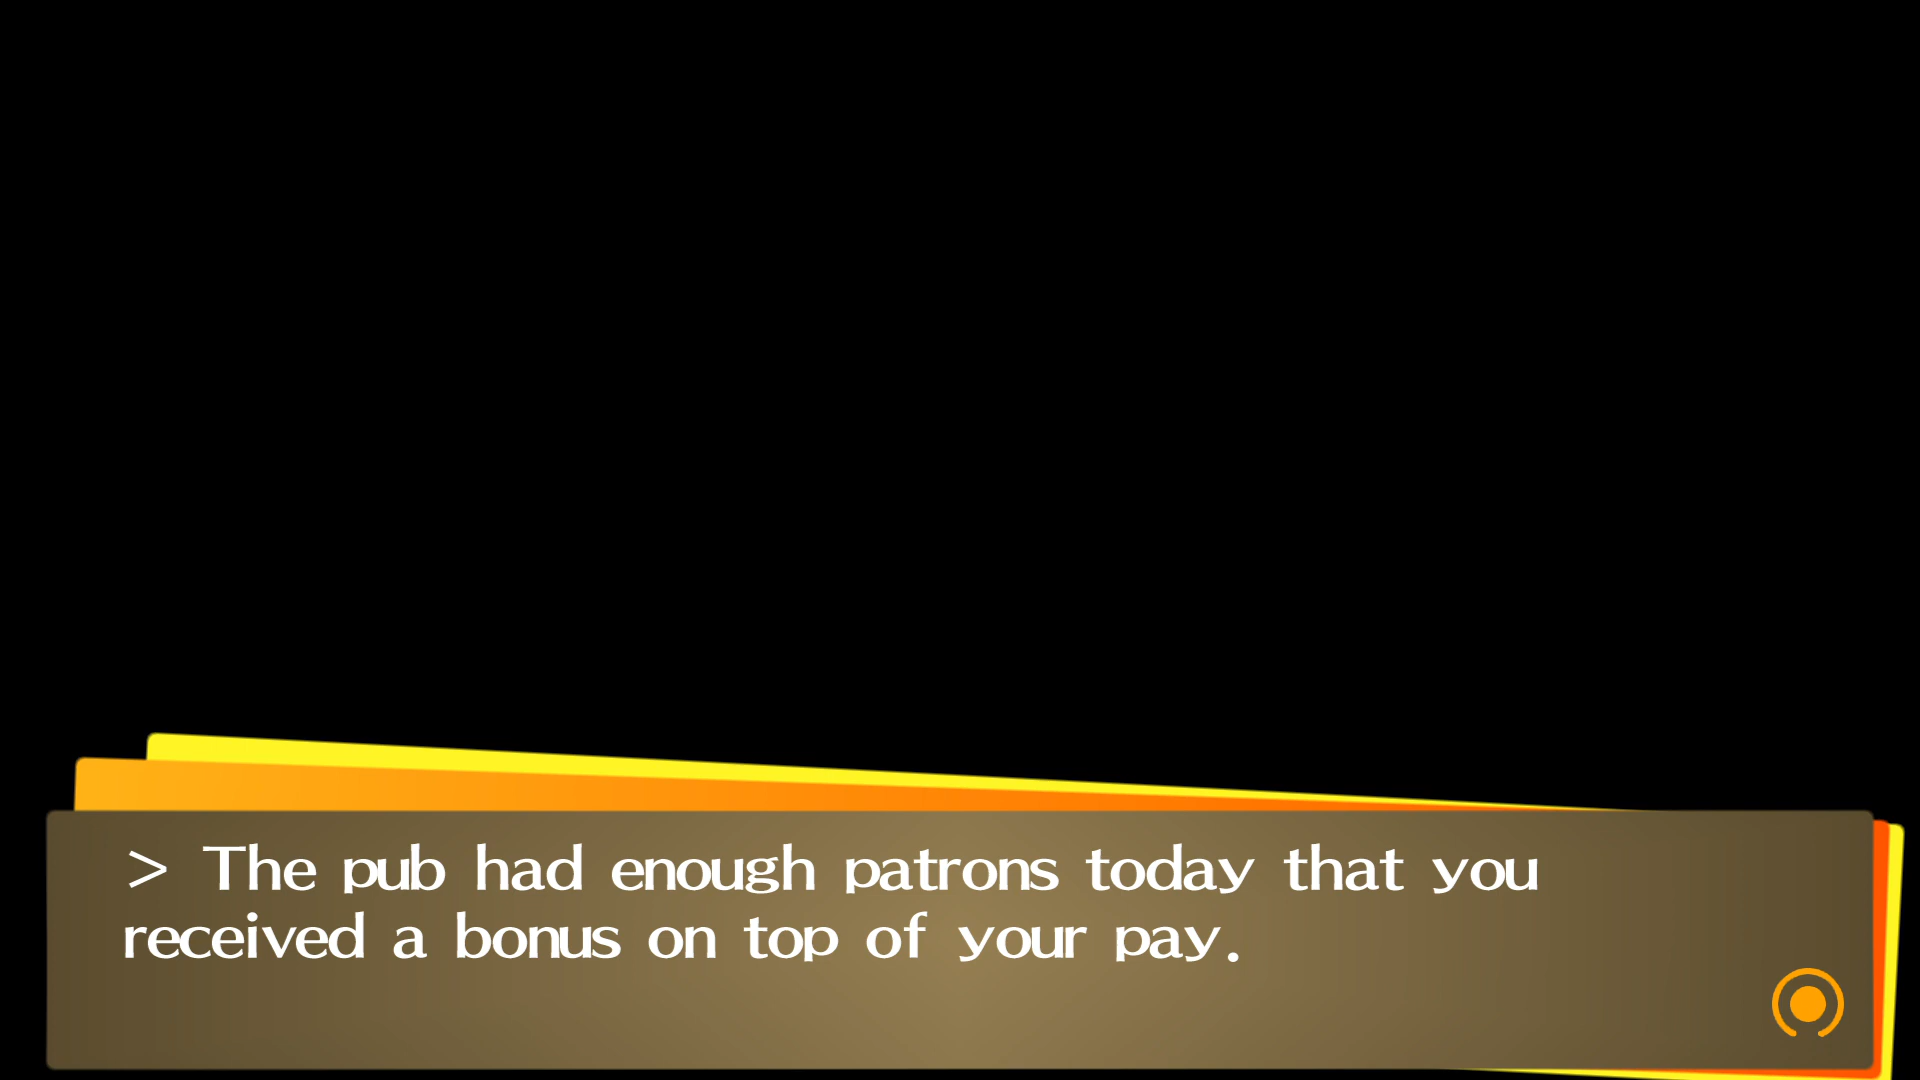 > The pub had enough patrons today that you
received a bonus on top of your pay.